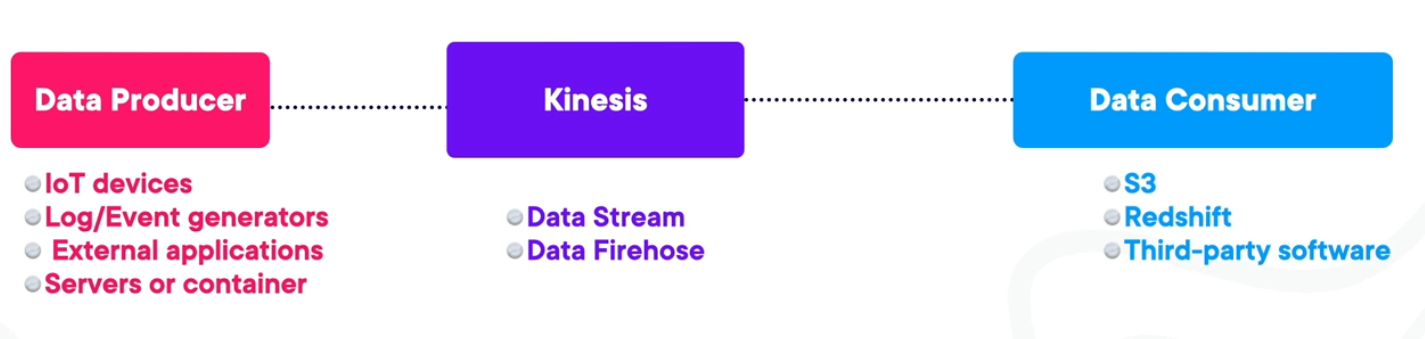 Data Producer
Kinesis
Data Consumer
IoT devices
Log/Event generators
External applications
Servers or container
Data Stream
Data Firehose
S3
Redshift
Third-party software